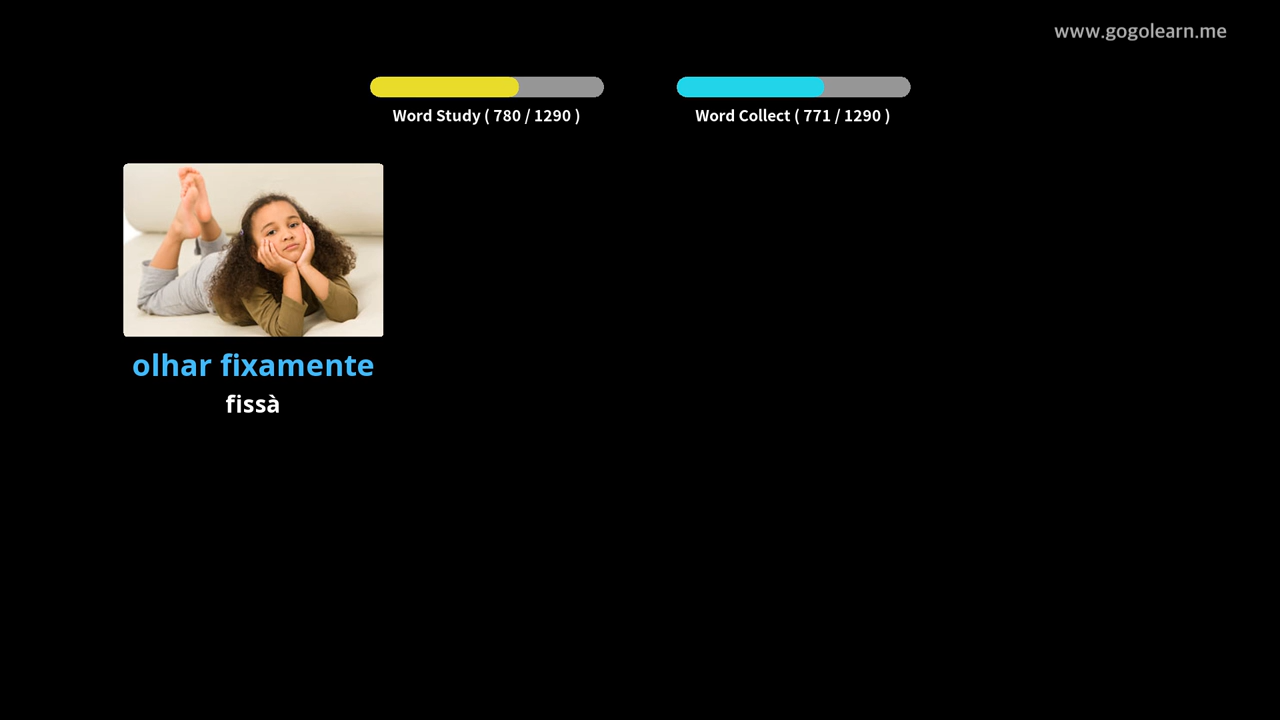 www.gogolearn.me
Word Study ( 780 / 1290 )
Word Collect ( 771 / 1290 )
olhar fixamente
fissà